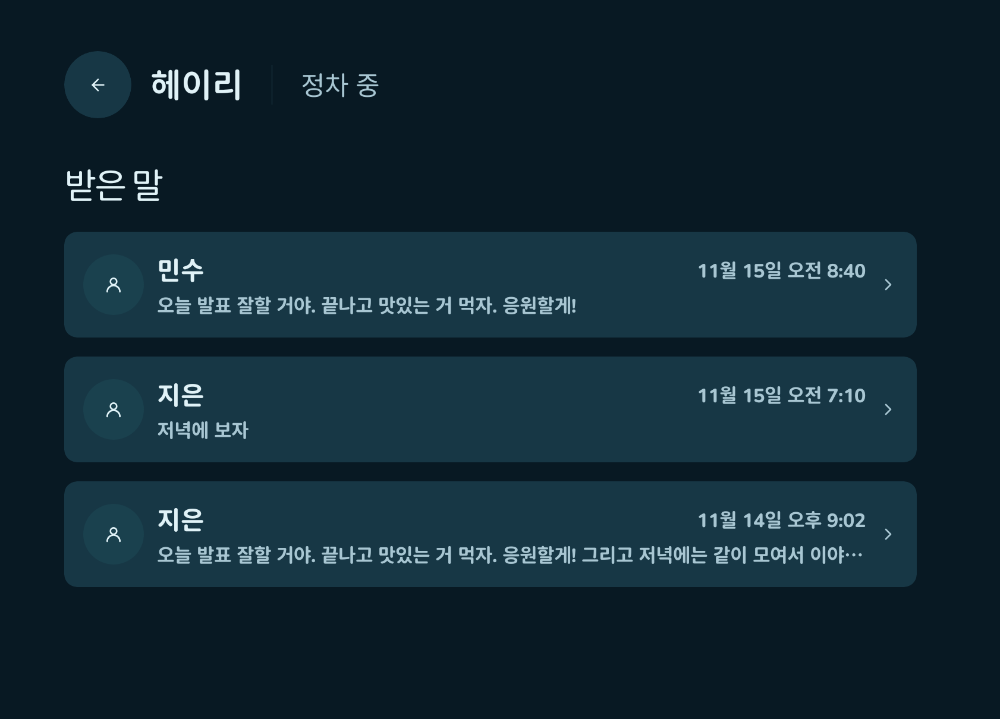 헤이리
정차 중
받은 말
민수
11월 15일 오전 8:40
오늘 발표 잘할 거야. 끝나고 맛있는 거 먹자. 응원할게!
지은
11월 15일 오전 7:10
저녁에 보자
지은
11월 14일 오후 9:02
오늘 발표 잘할 거야. 끝나고 맛있는 거 먹자. 응원할게! 그리고 저녁에는 같이 모여서 이야…